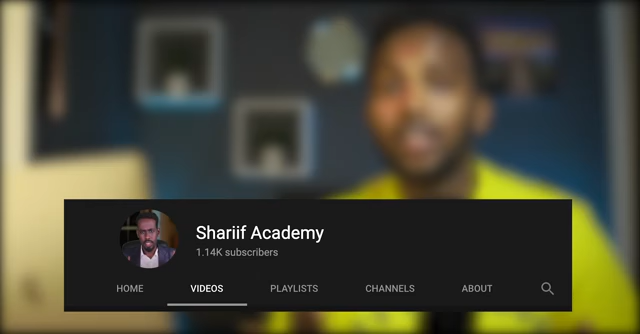 Shariif Academy
1.14K subscribers
HOME VIDEOS PLAYLISTS CHANNELS ABOUT